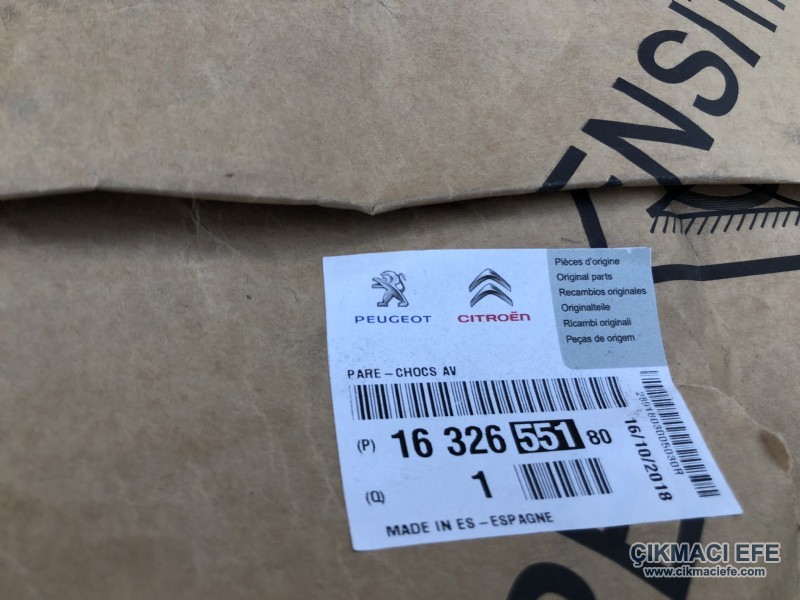 ENSIT
Pièces d'origine
Original parts
Recambios originales
Originalteile
Ricambi originali
Peças de origem
PEUGEOT
CITROËN
PARE-CHOCS AV
(P) 16 326 551 80
(Q) 1
16/10/2018
MADE IN ES-ESPAGNE
ÇIKMACI EFE
www.cikmaciefe.com